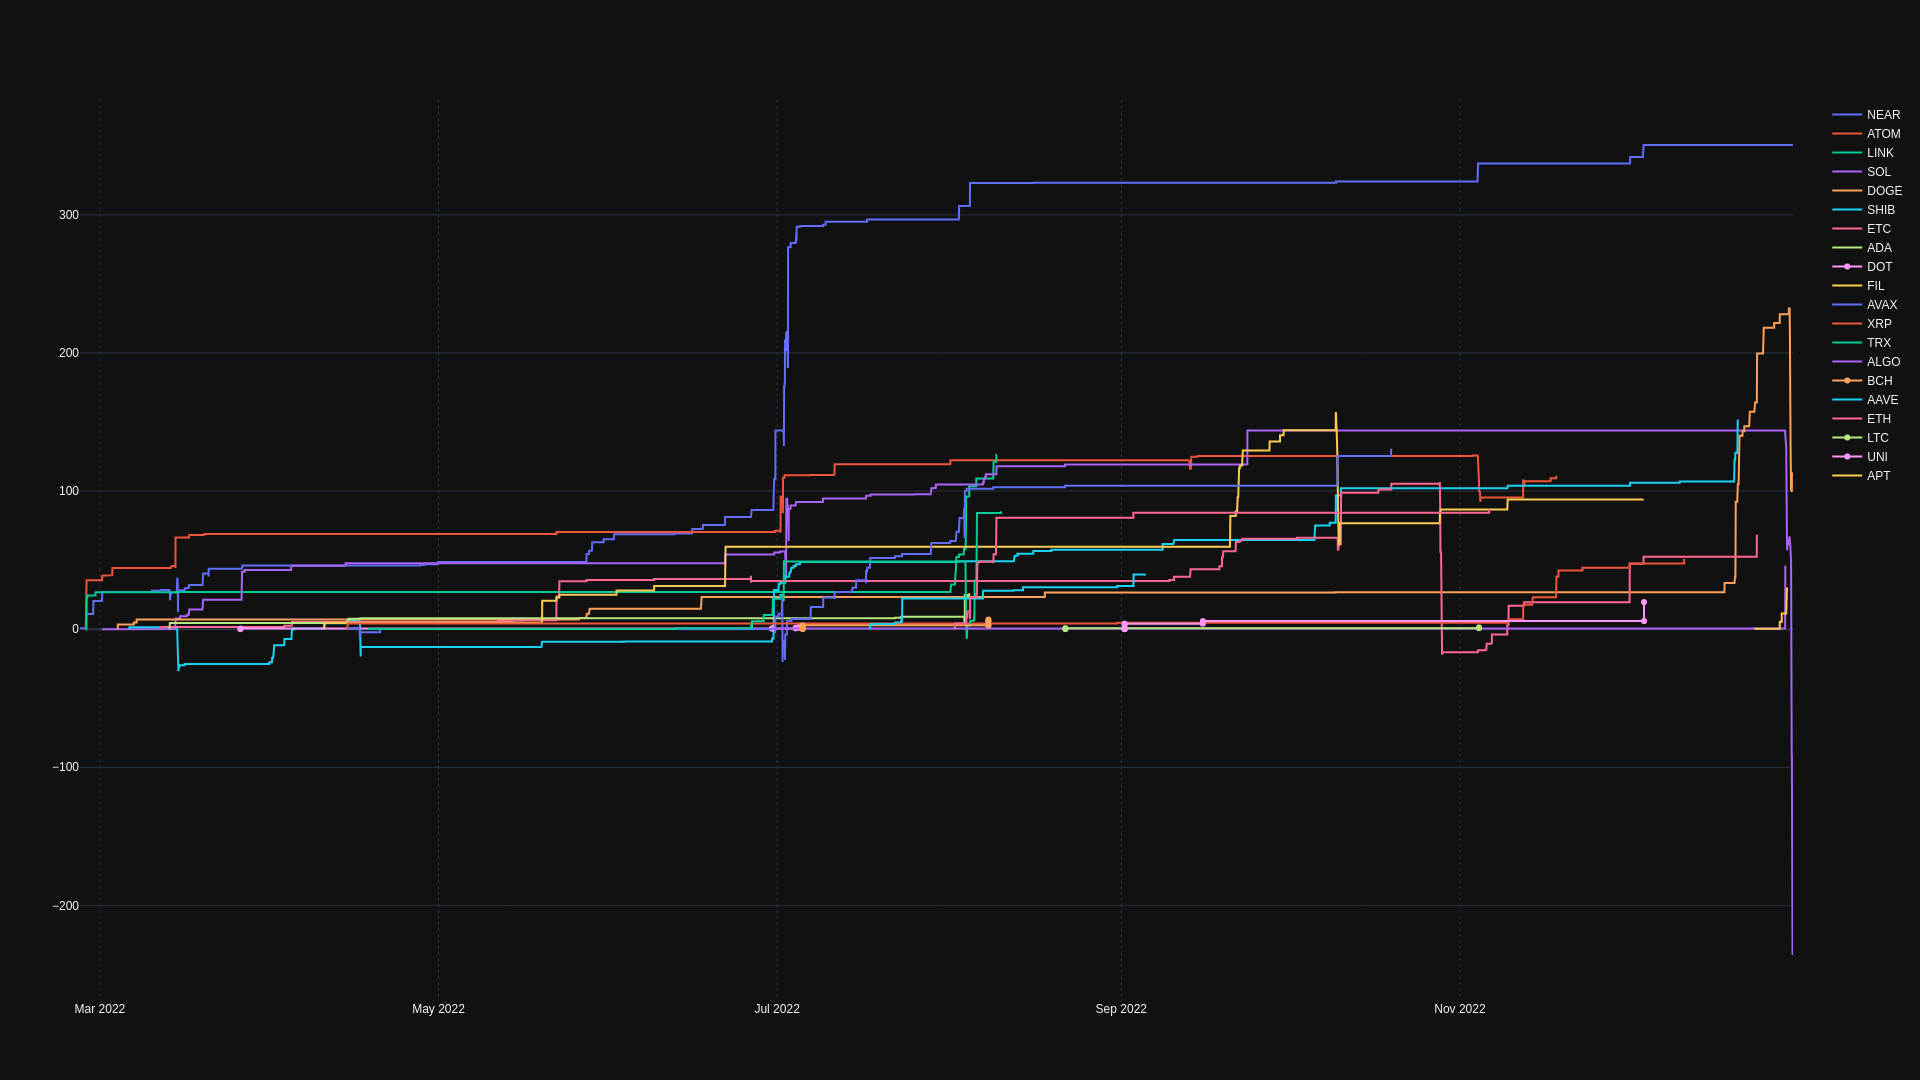 300
200
100
0
−100
−200
Mar 2022
May 2022
Jul 2022
Sep 2022
Nov 2022
NEAR
ATOM
LINK
SOL
DOGE
SHIB
ETC
ADA
DOT
FIL
AVAX
XRP
TRX
ALGO
BCH
AAVE
ETH
LTC
UNI
APT